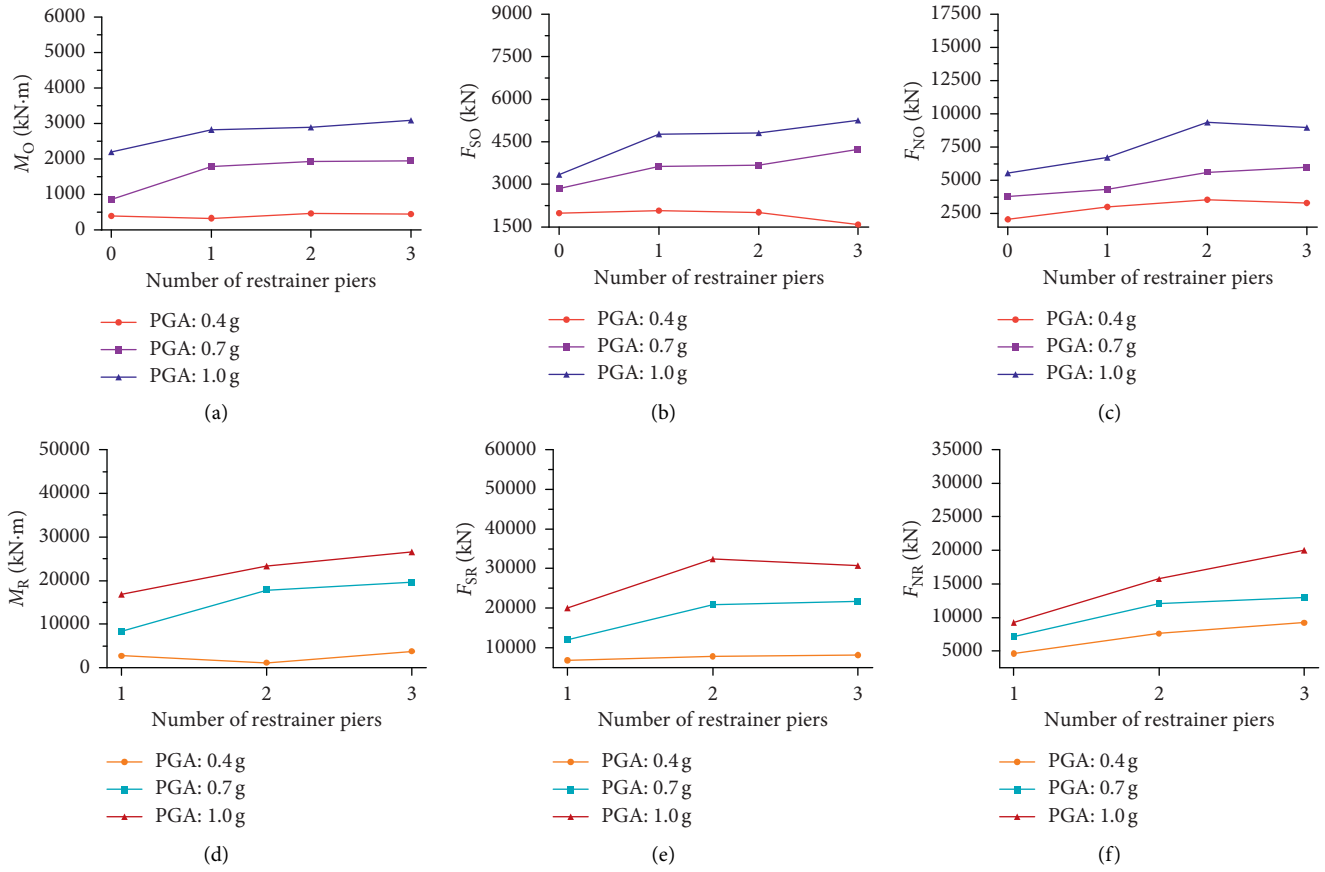 6000
5000
4000
3000
2000
1000
0
M_O (kN·m)
0 1 2 3
Number of restrainer piers
PGA: 0.4 g
PGA: 0.7 g
PGA: 1.0 g
(a)
9000
7500
6000
4500
3000
1500
F_SO (kN)
0 1 2 3
Number of restrainer piers
PGA: 0.4 g
PGA: 0.7 g
PGA: 1.0 g
(b)
17500
15000
12500
10000
7500
5000
2500
F_NO (kN)
0 1 2 3
Number of restrainer piers
PGA: 0.4 g
PGA: 0.7 g
PGA: 1.0 g
(c)
50000
40000
30000
20000
10000
0
M_R (kN·m)
1 2 3
Number of restrainer piers
PGA: 0.4 g
PGA: 0.7 g
PGA: 1.0 g
(d)
60000
50000
40000
30000
20000
10000
F_SR (kN)
1 2 3
Number of restrainer piers
PGA: 0.4 g
PGA: 0.7 g
PGA: 1.0 g
(e)
35000
30000
25000
20000
15000
10000
5000
F_NR (kN)
1 2 3
Number of restrainer piers
PGA: 0.4 g
PGA: 0.7 g
PGA: 1.0 g
(f)